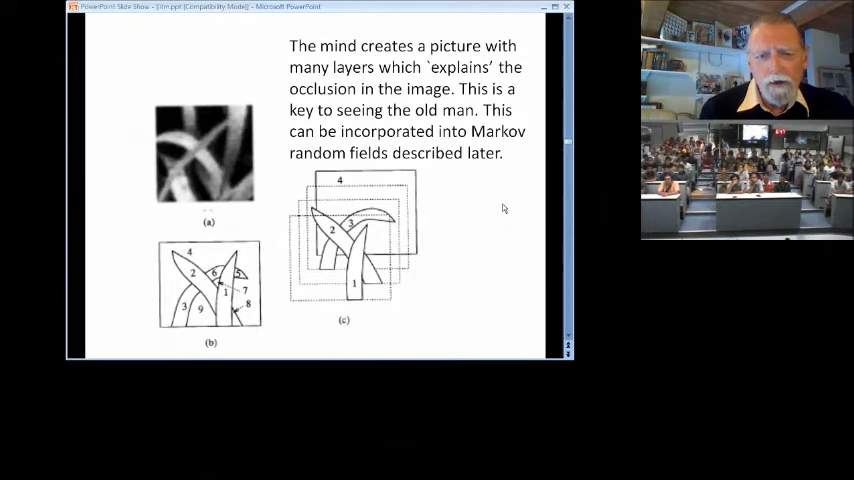 PowerPoint Slide Show - [itm.ppt [Compatibility Mode]] - Microsoft PowerPoint
The mind creates a picture with
many layers which `explains' the
occlusion in the image. This is a
key to seeing the old man. This
can be incorporated into Markov
random fields described later.
(a)
4
2
3
1
(c)
4
2
6
5
7
3
9
1
8
(b)